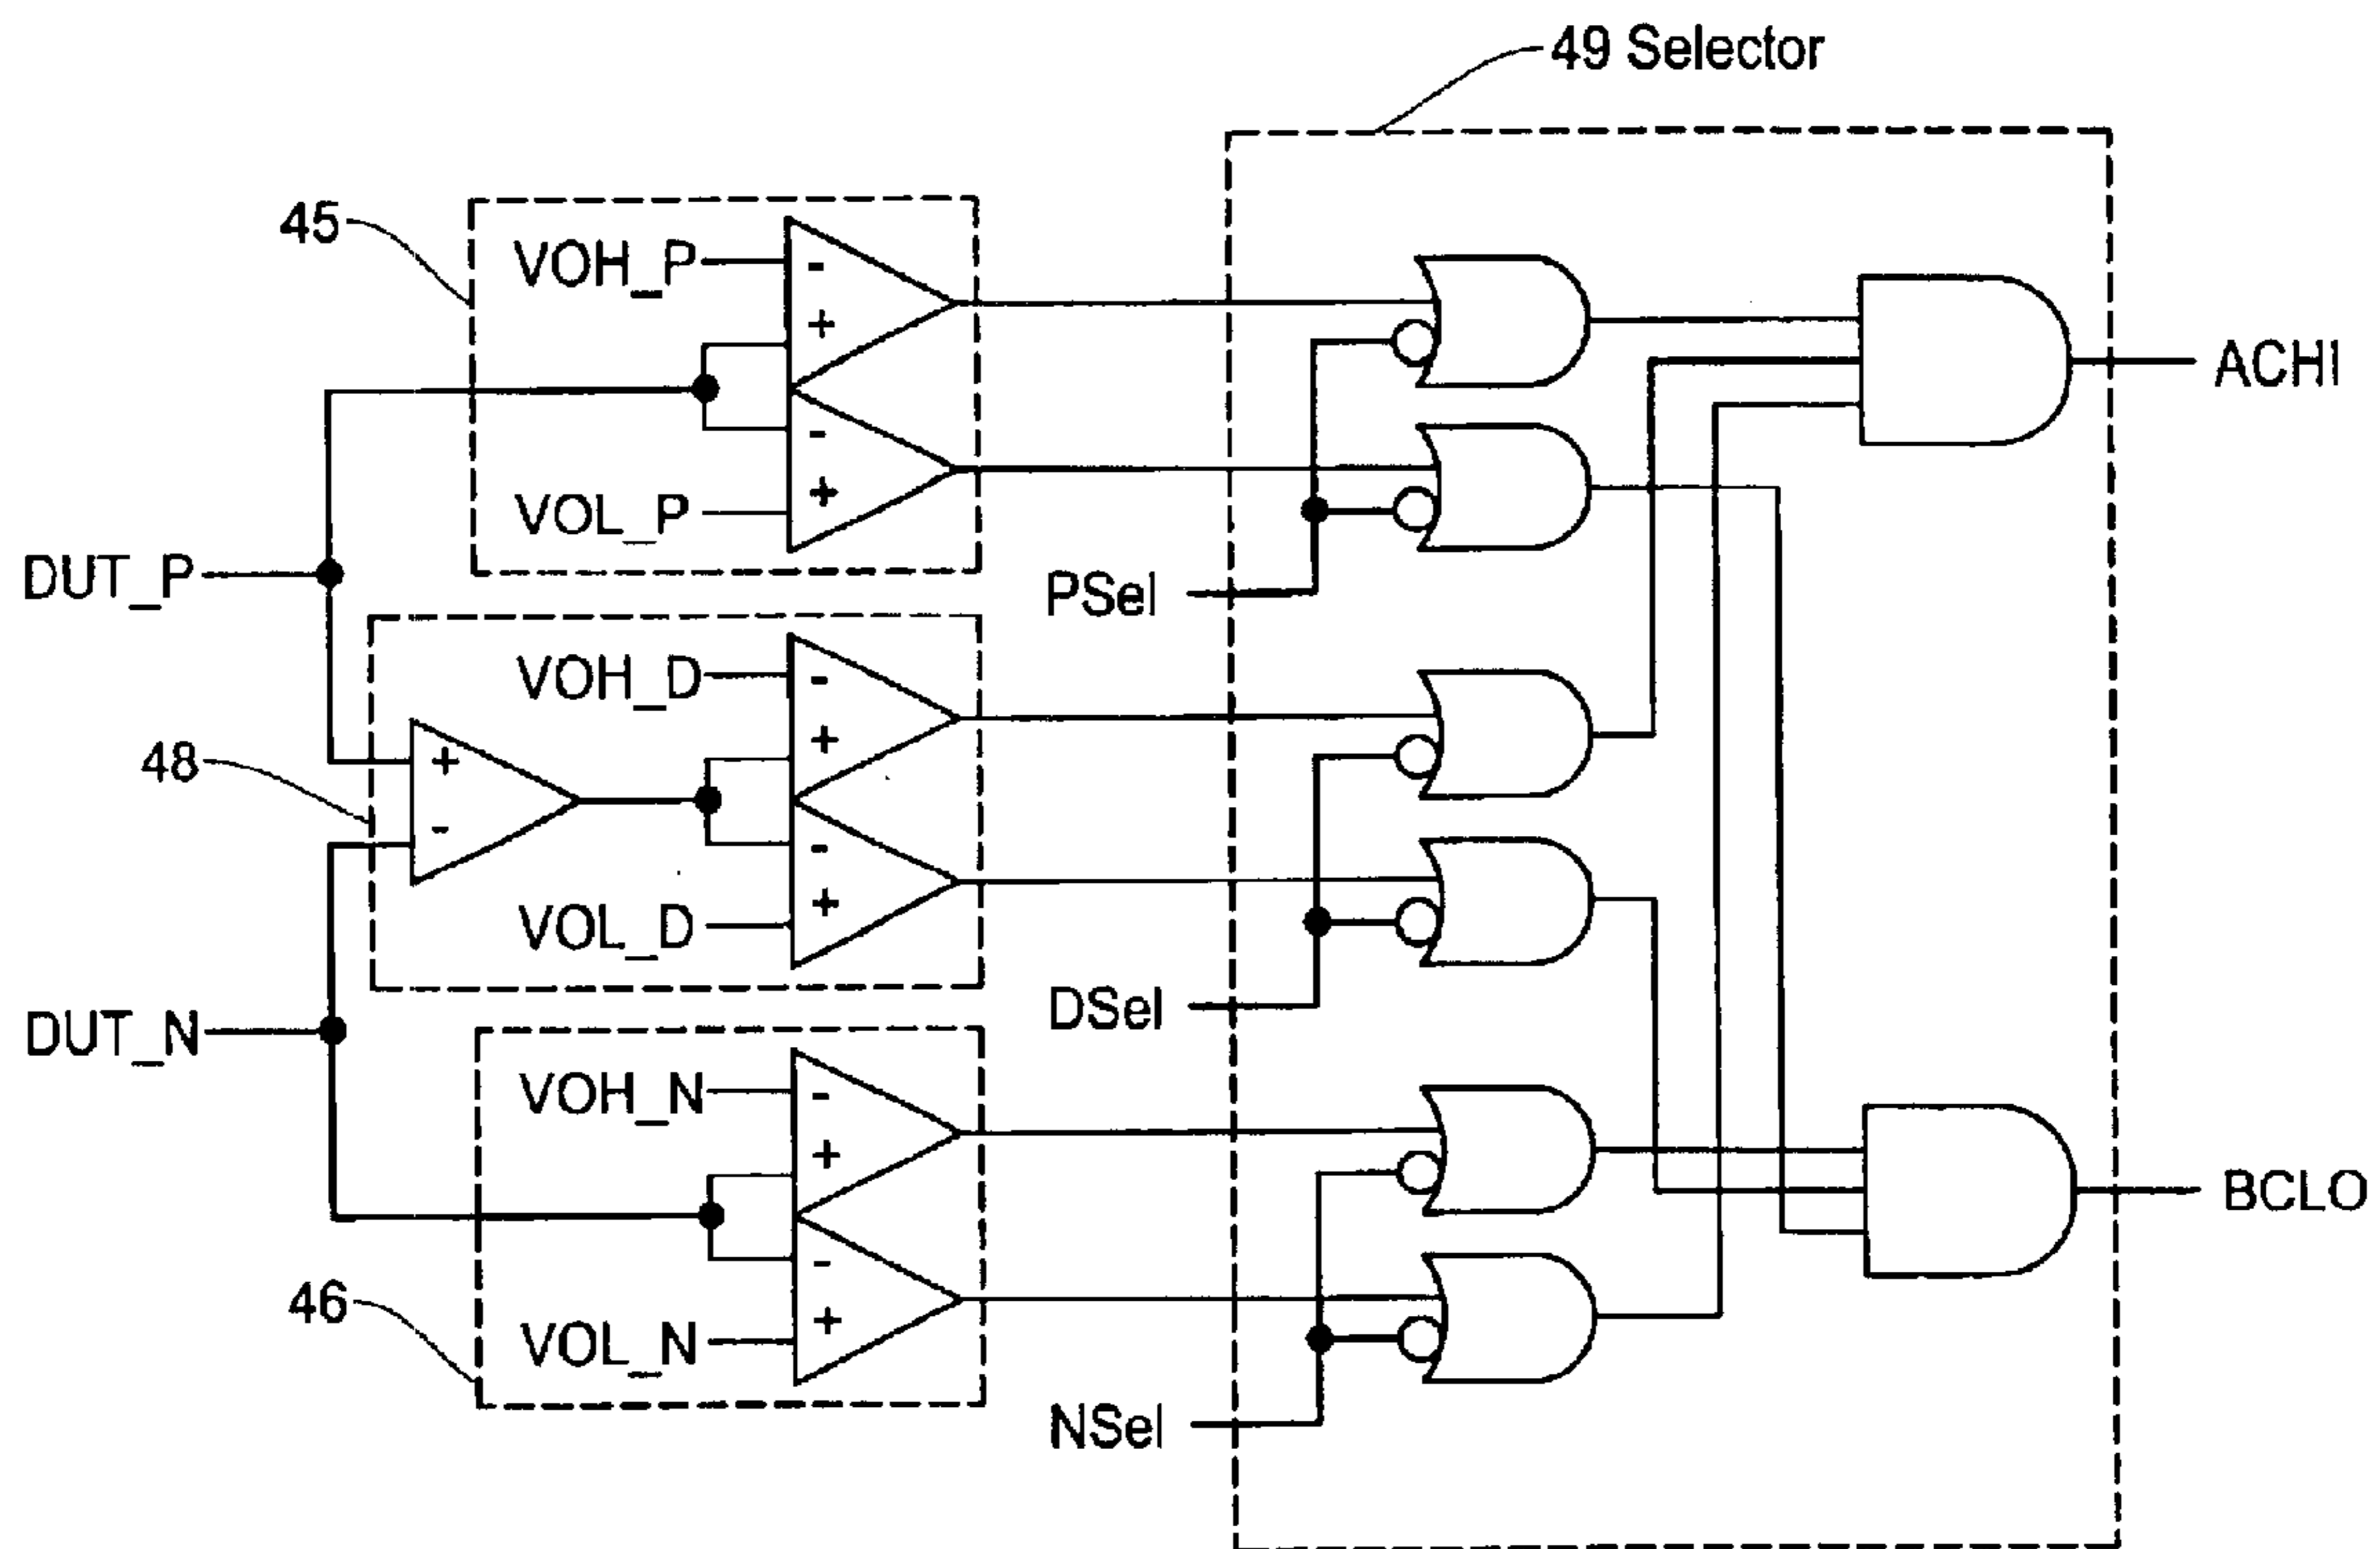 49 Selector
45
VOH_P
-
+
ACHI
-
+
VOL_P
DUT_P
PSel
VOH_D
-
+
48
+
-
-
+
VOL_D
DSel
DUT_N
VOH_N
-
+
BCLO
-
+
46
VOL_N
NSel